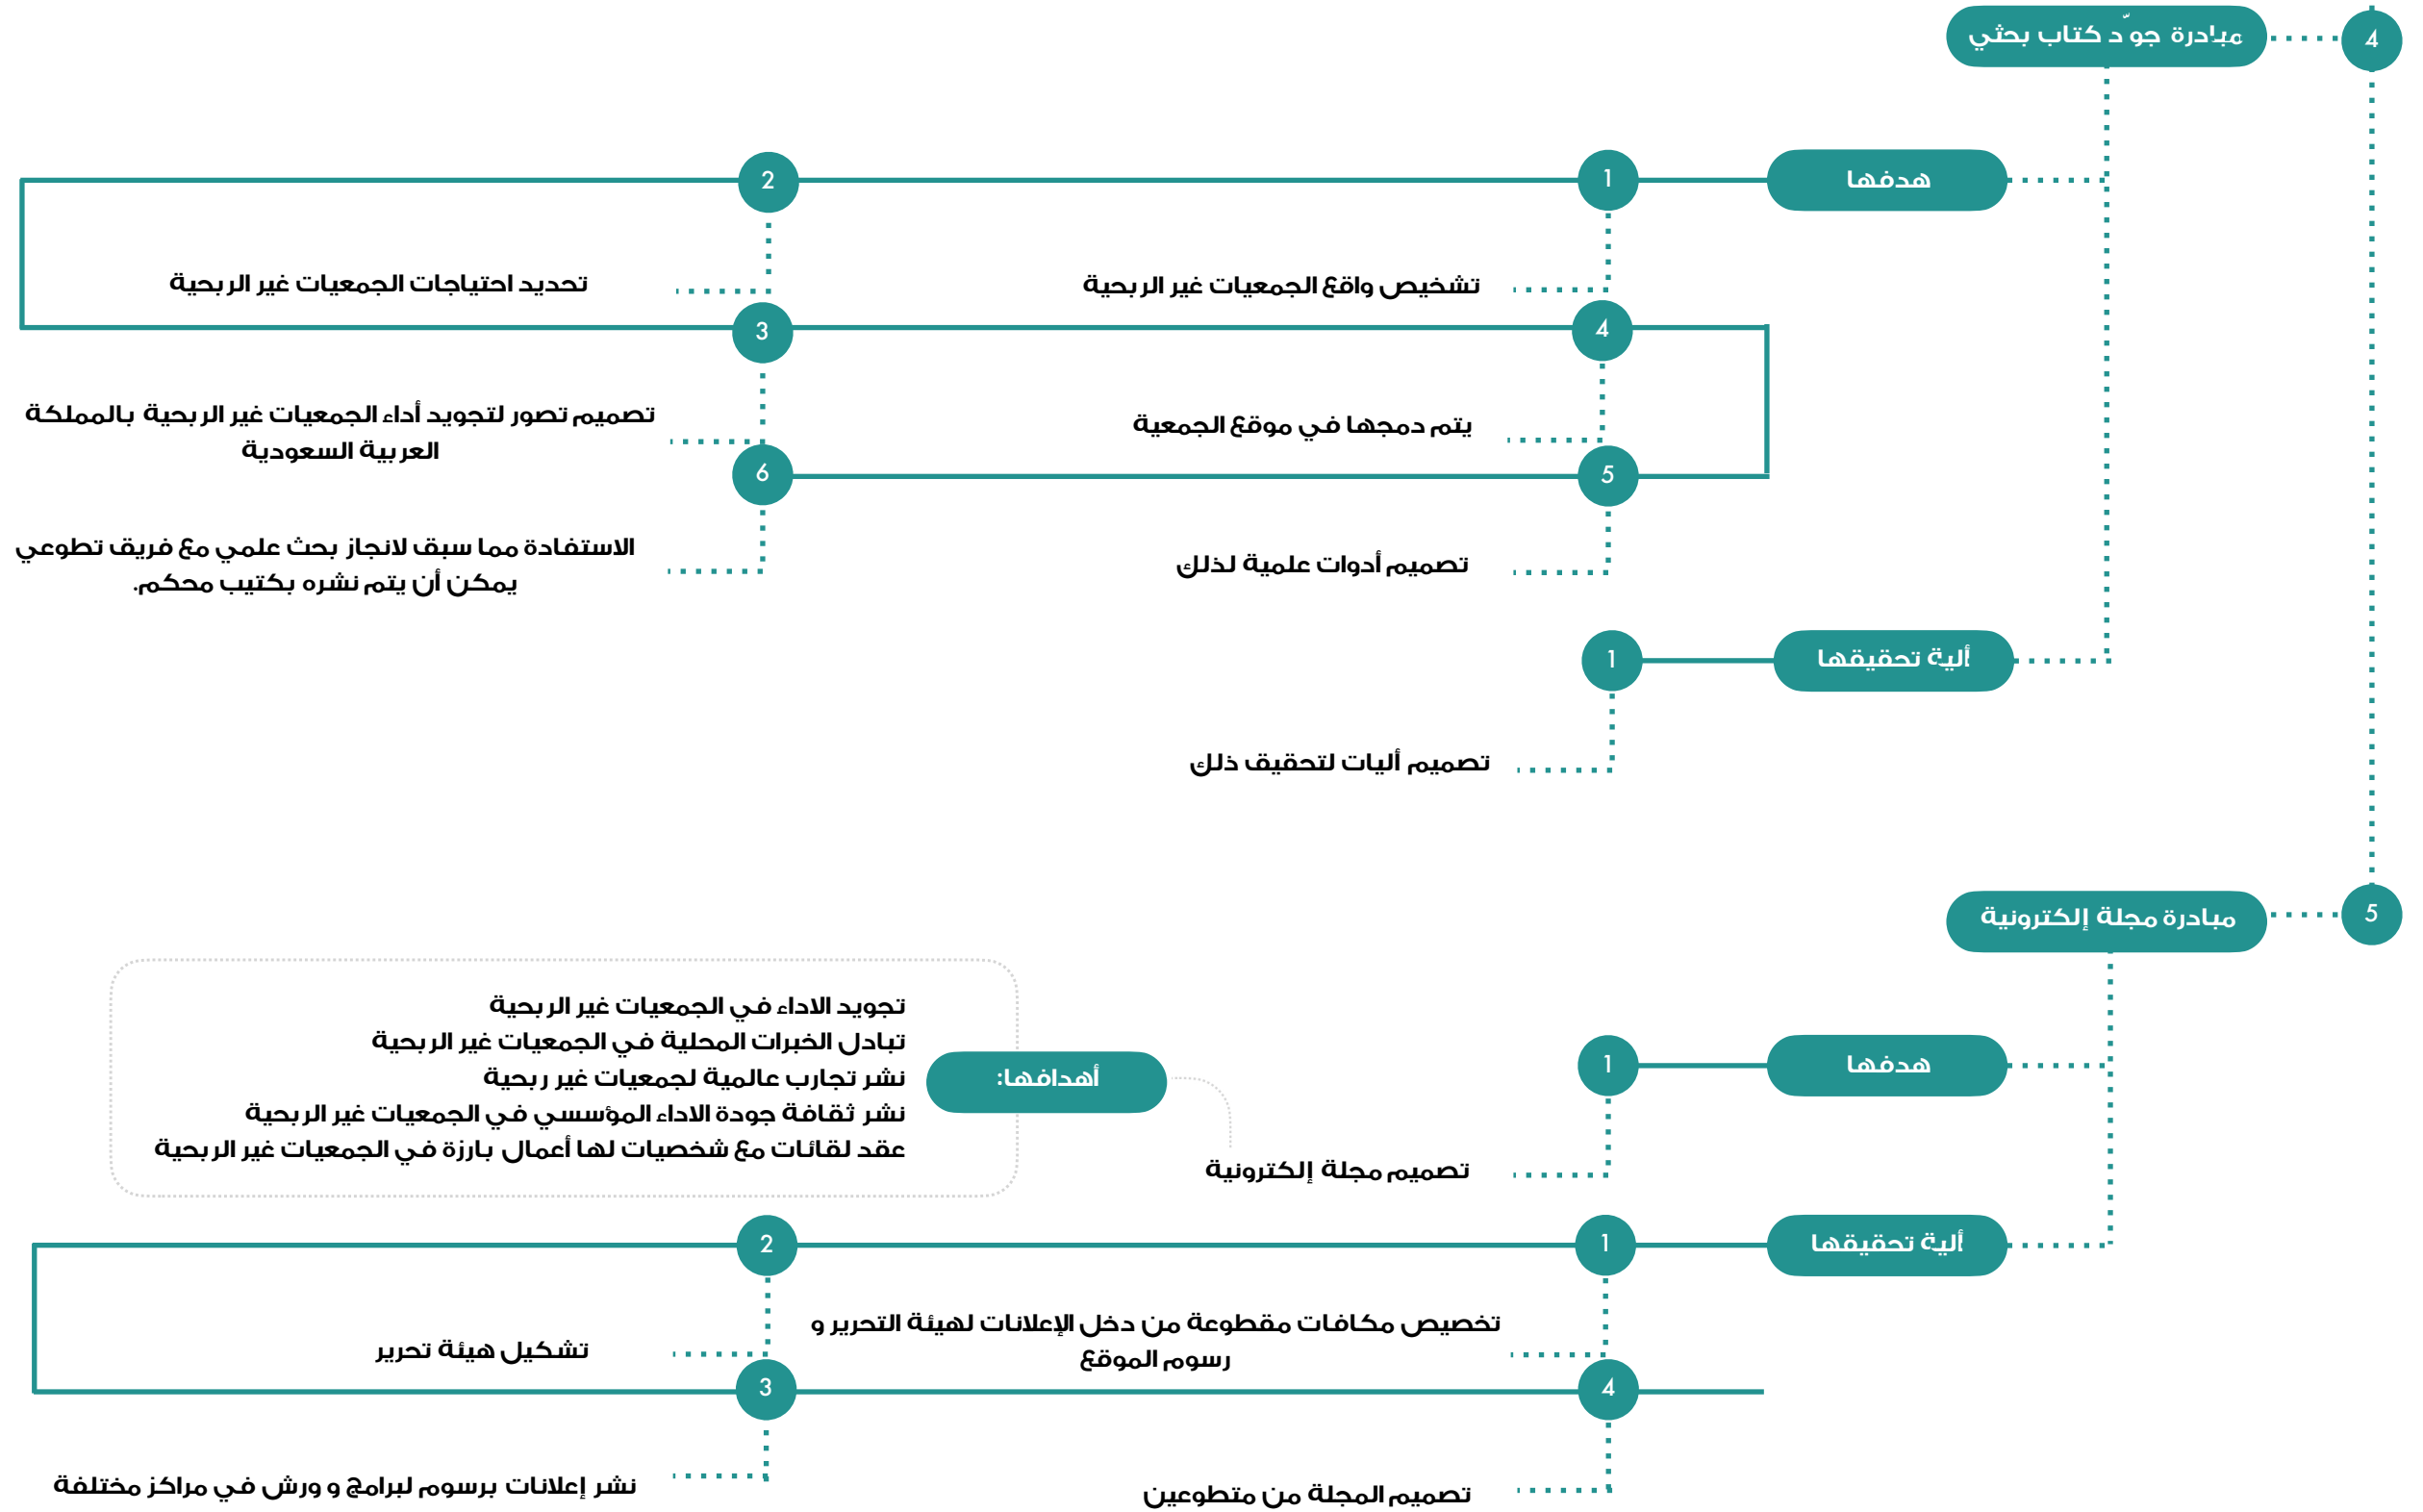 4
مبادرة جودّ كتاب بحثي
هدفها
1
تشخيص واقع الجمعيات غير الربحية
2
تحديد احتياجات الجمعيات غير الربحية
3
تصميم تصور لتجويد أداء الجمعيات غير الربحية بالمملكة
العربية السعودية
4
يتم دمجها في موقع الجمعية
5
تصميم أدوات علمية لذلك
6
الاستفادة مما سبق لانجاز بحث علمي مع فريق تطوعي
يمكن أن يتم نشره بكتيب محكم.
ألية تحقيقها
1
تصميم أليات لتحقيق ذلك
5
مبادرة مجلة إلكترونية
هدفها
1
تصميم مجلة إلكترونية
أهدافها:
تجويد الاداء في الجمعيات غير الربحية
تبادل الخبرات المحلية في الجمعيات غير الربحية
نشر تجارب عالمية لجمعيات غير ربحية
نشر ثقافة جودة الاداء المؤسسي في الجمعيات غير الربحية
عقد لقائات مع شخصيات لها أعمال بارزة في الجمعيات غير الربحية
ألية تحقيقها
1
تخصيص مكافات مقطوعة من دخل الإعلانات لهيئة التحرير و
رسوم الموقع
2
تشكيل هيئة تحرير
3
نشر إعلانات برسوم لبرامج و ورش في مراكز مختلفة
4
تصميم المجلة من متطوعين